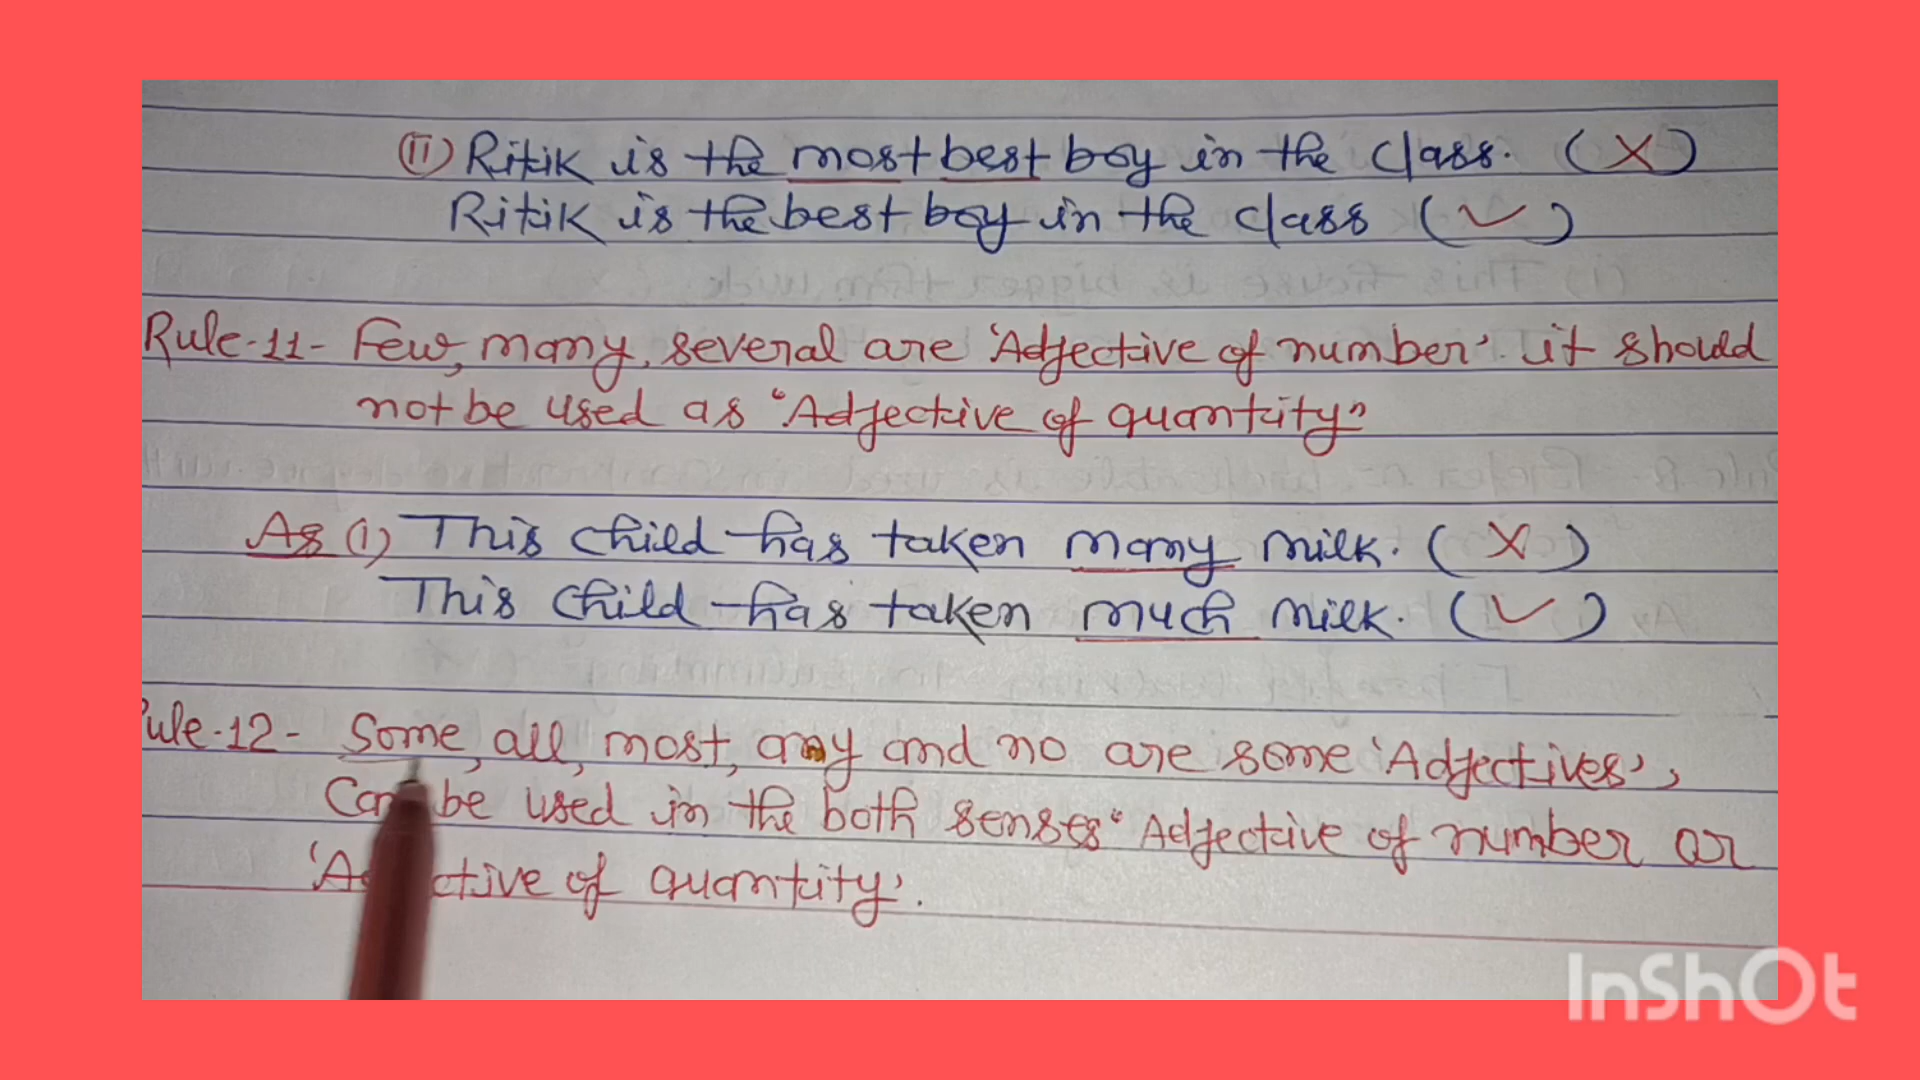 (ii) Ritik is the most best boy in the class. (×)
Ritik is the best boy in the class (✓)
Rule-11- Few, many, several are 'Adjective of number'. it should
not be used as "Adjective of quantity"
As (i) This child has taken many milk. (×)
This child has taken much milk. (✓)
Rule-12- Some, all, most, any and no are some 'Adjectives',
Can be used in the both senses "Adjective of number or
'Adjective of quantity'.
InShOt